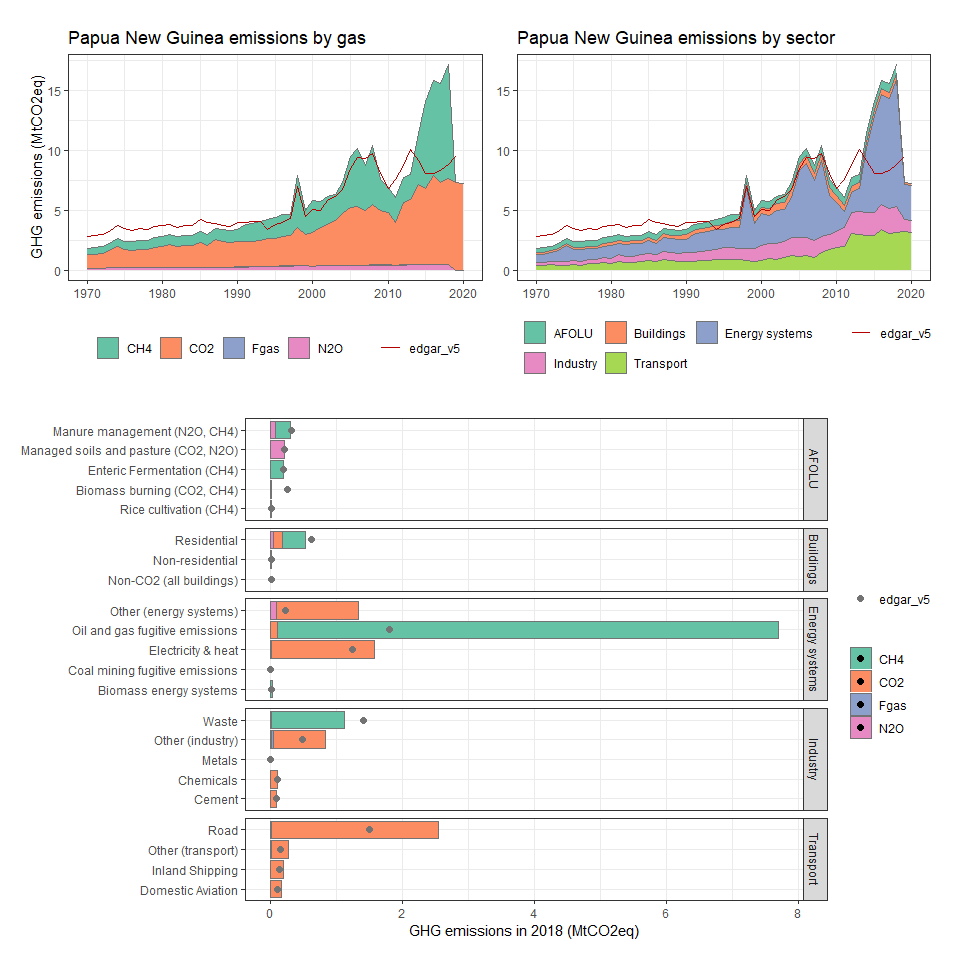 Papua New Guinea emissions by gas
GHG emissions (MtCO2eq)
15
10
5
0
1970 1980 1990 2000 2010 2020
CH4 CO2 Fgas N2O edgar_v5
Papua New Guinea emissions by sector
15
10
5
0
1970 1980 1990 2000 2010 2020
AFOLU Buildings Energy systems edgar_v5
Industry Transport
Manure management (N2O, CH4)
Managed soils and pasture (CO2, N2O)
Enteric Fermentation (CH4)
Biomass burning (CO2, CH4)
Rice cultivation (CH4)
AFOLU
Residential
Non-residential
Non-CO2 (all buildings)
Buildings
Other (energy systems)
Oil and gas fugitive emissions
Electricity & heat
Coal mining fugitive emissions
Biomass energy systems
Energy systems
Waste
Other (industry)
Metals
Chemicals
Cement
Industry
Road
Other (transport)
Inland Shipping
Domestic Aviation
Transport
0 2 4 6 8
GHG emissions in 2018 (MtCO2eq)
edgar_v5
CH4
CO2
Fgas
N2O